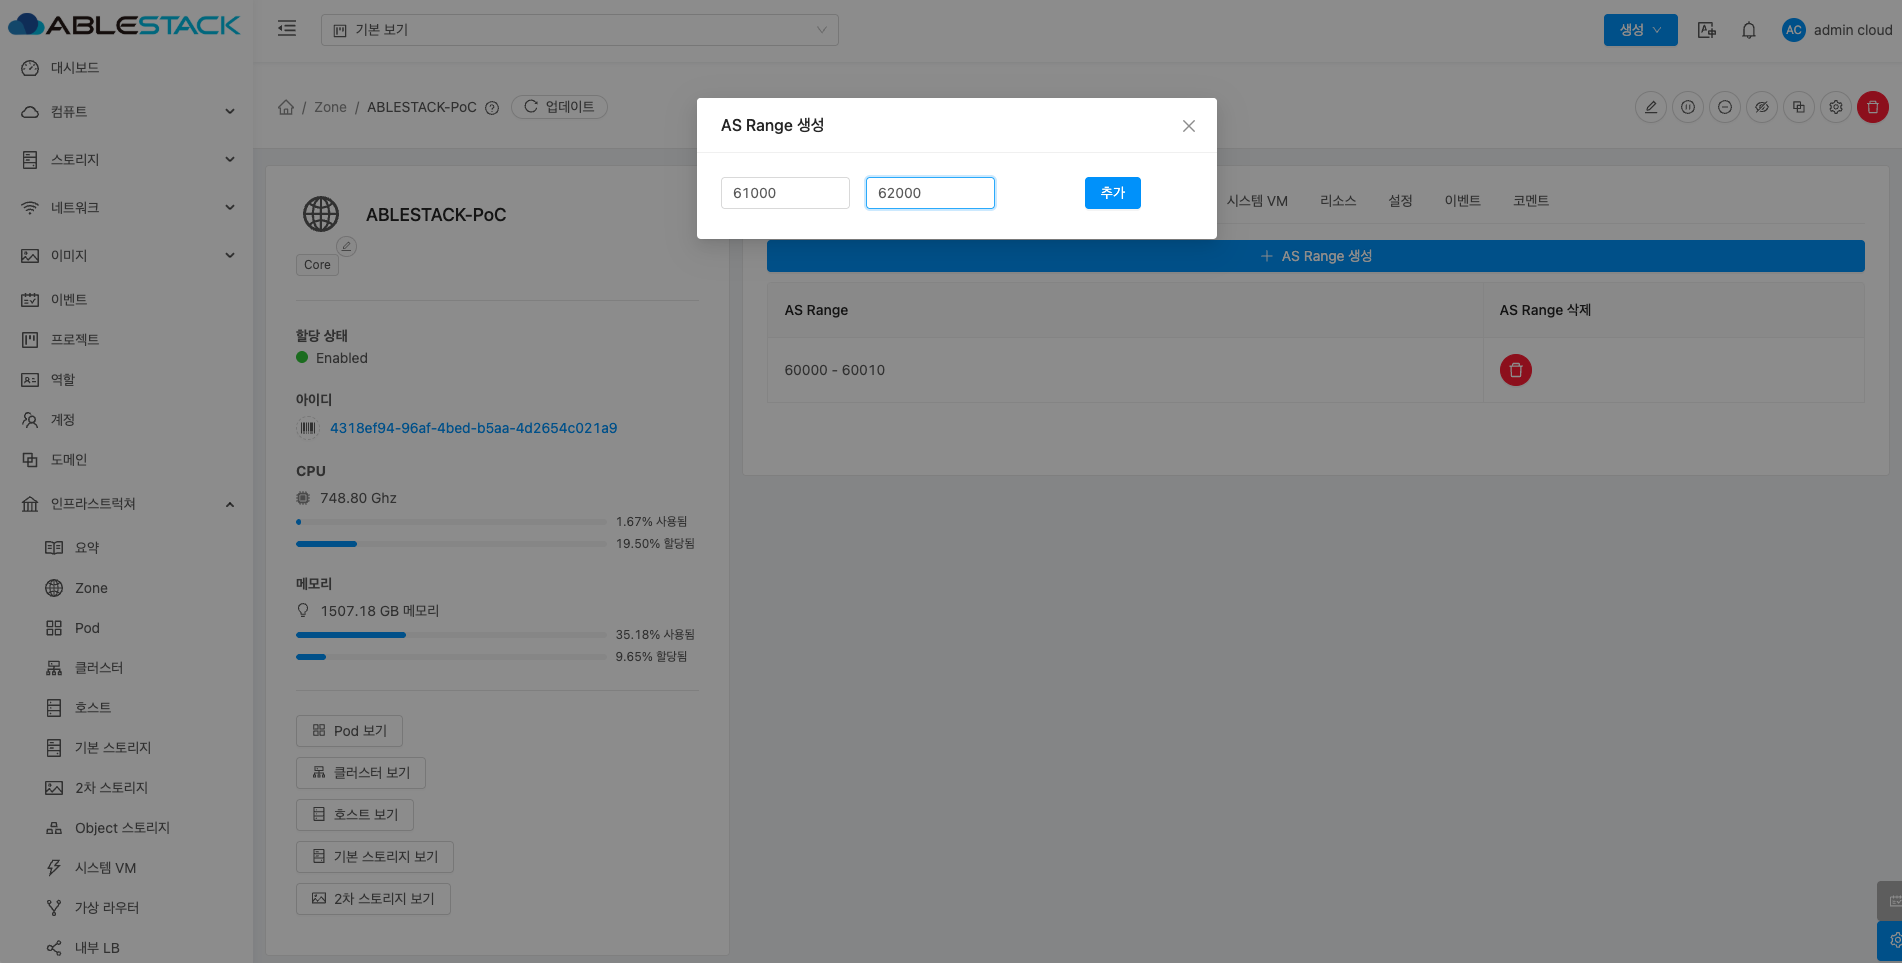 ABLESTACK
기본 보기
생성
AC
admin cloud
대시보드
컴퓨트
스토리지
네트워크
이미지
이벤트
프로젝트
역할
계정
도메인
인프라스트럭쳐
요약
Zone
Pod
클러스터
호스트
기본 스토리지
2차 스토리지
Object 스토리지
시스템 VM
가상 라우터
내부 LB
/ Zone / ABLESTACK-PoC
업데이트
AS Range 생성
61000
62000
추가
ABLESTACK-PoC
Core
할당 상태
Enabled
아이디
4318ef94-96af-4bed-b5aa-4d2654c021a9
CPU
748.80 Ghz
1.67% 사용됨
19.50% 할당됨
메모리
1507.18 GB 메모리
35.18% 사용됨
9.65% 할당됨
Pod 보기
클러스터 보기
호스트 보기
기본 스토리지 보기
2차 스토리지 보기
시스템 VM
리소스
설정
이벤트
코멘트
AS Range 생성
AS Range
AS Range 삭제
60000 - 60010